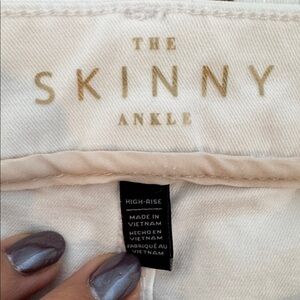 THE
SKINNY
ANKLE
HIGH-RISE
MADE IN
VIETNAM
HECHO EN
VIETNAM
FABRIQUÉ AU
VIETNAM